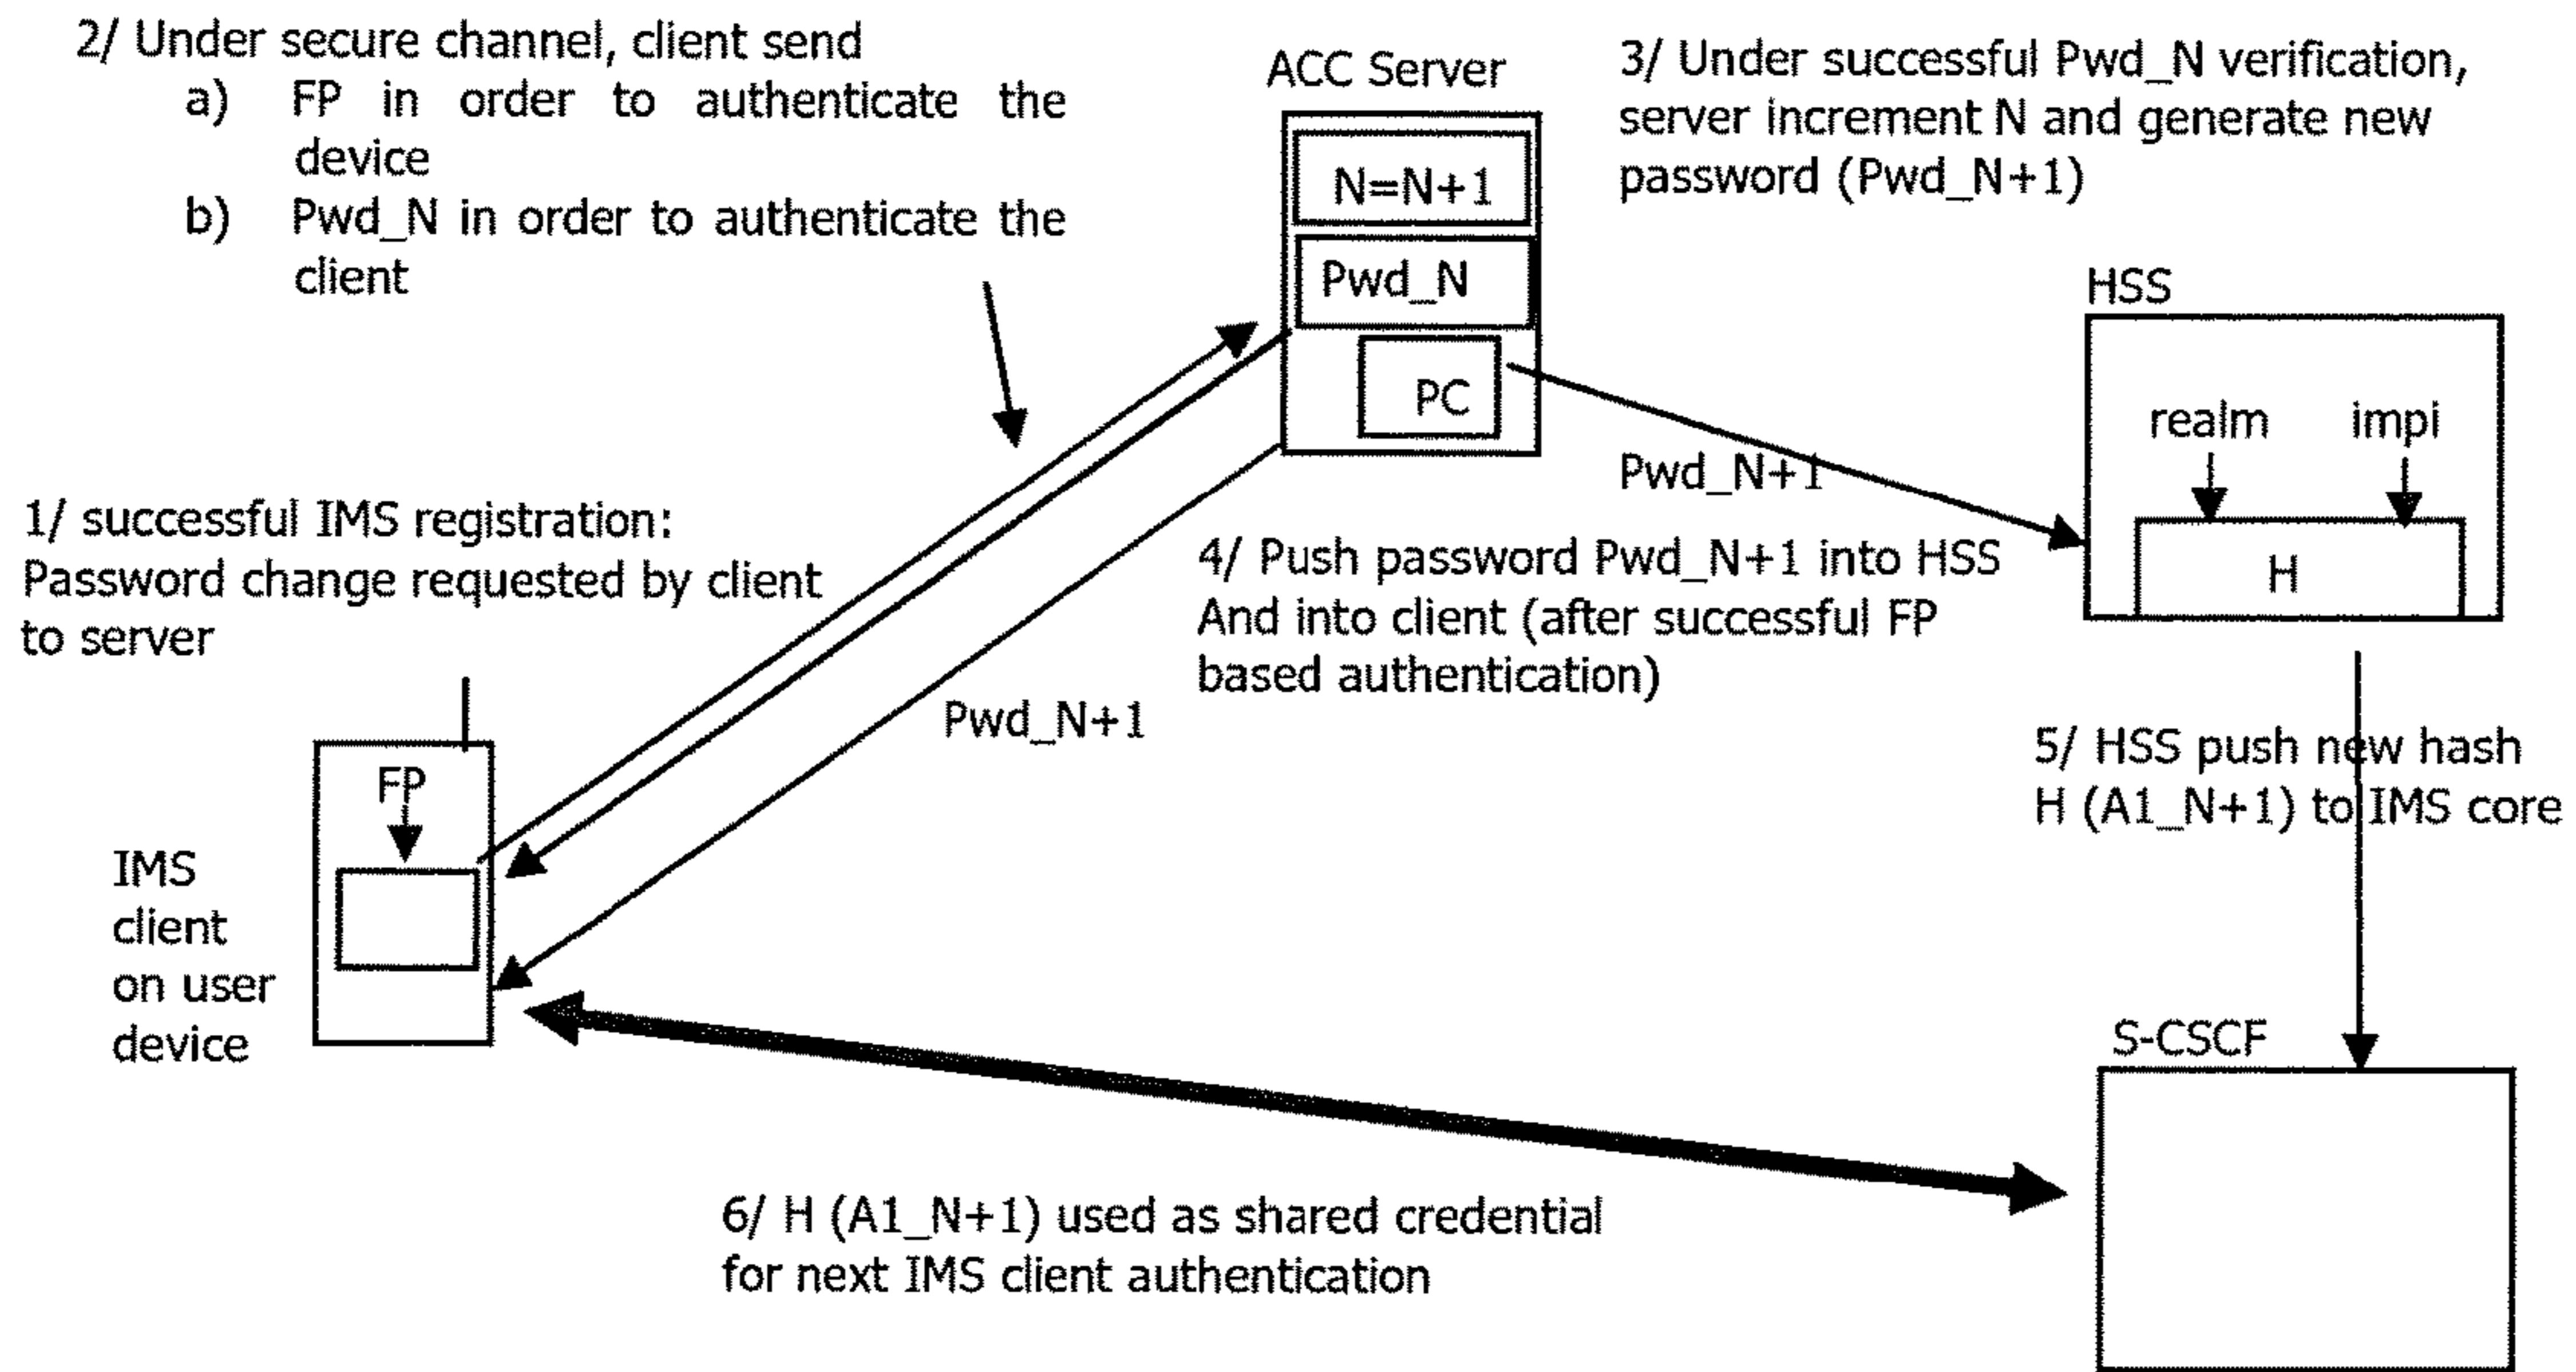 2/ Under secure channel, client send
a) FP in order to authenticate the
device
b) Pwd_N in order to authenticate the
client
ACC Server
N=N+1
Pwd_N
PC
3/ Under successful Pwd_N verification,
server increment N and generate new
password (Pwd_N+1)
HSS
realm impi
H
Pwd_N+1
1/ successful IMS registration:
Password change requested by client
to server
4/ Push password Pwd_N+1 into HSS
And into client (after successful FP
based authentication)
Pwd_N+1
5/ HSS push new hash
H (A1_N+1) to IMS core
FP
IMS
client
on user
device
S-CSCF
6/ H (A1_N+1) used as shared credential
for next IMS client authentication